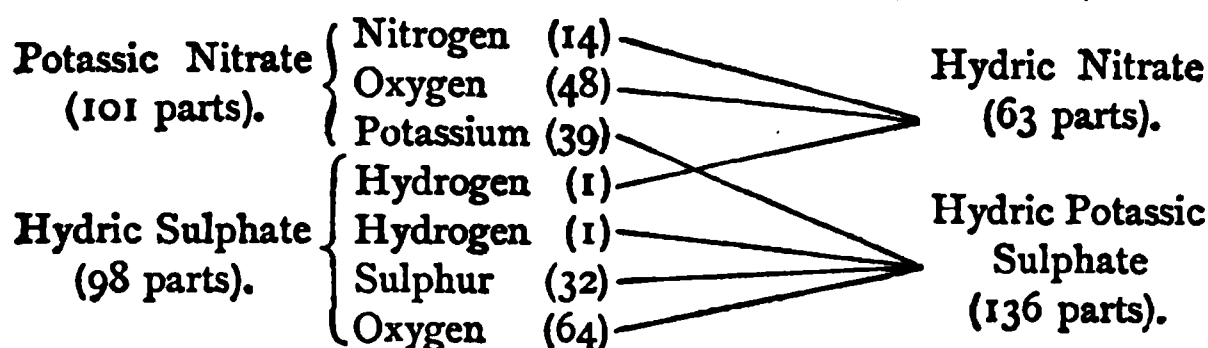 Potassic Nitrate
(101 parts).
Nitrogen (14)
Oxygen (48)
Potassium (39)
Hydric Sulphate
(98 parts).
Hydrogen (1)
Hydrogen (1)
Sulphur (32)
Oxygen (64)
Hydric Nitrate
(63 parts).
Hydric Potassic
Sulphate
(136 parts).